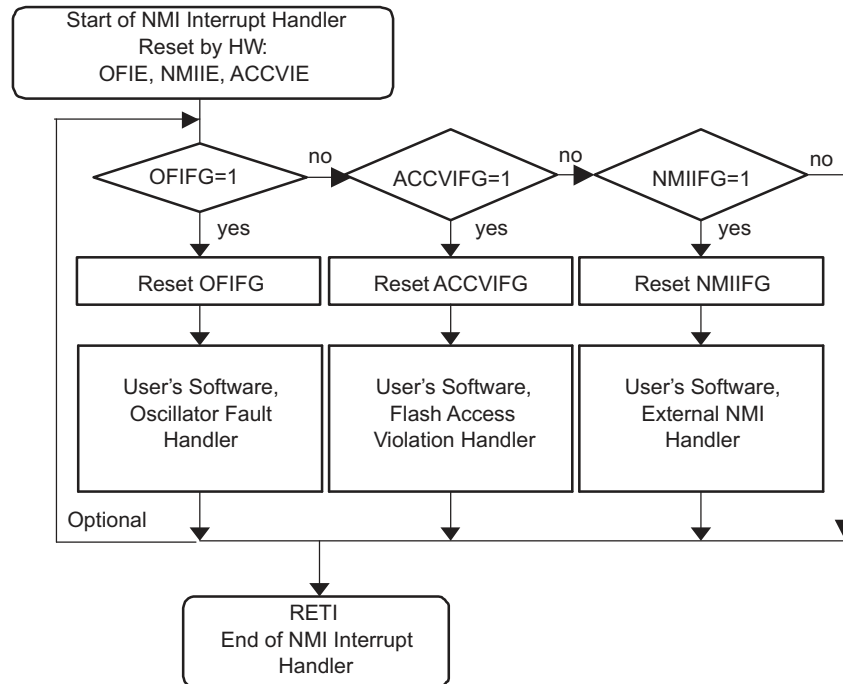 Start of NMI Interrupt Handler
Reset by HW:
OFIE, NMIIE, ACCVIE
OFIFG=1
no
ACCVIFG=1
no
NMIIFG=1
no
yes
yes
yes
Reset OFIFG
Reset ACCVIFG
Reset NMIIFG
User's Software,
Oscillator Fault
Handler
User's Software,
Flash Access
Violation Handler
User's Software,
External NMI
Handler
Optional
RETI
End of NMI Interrupt
Handler